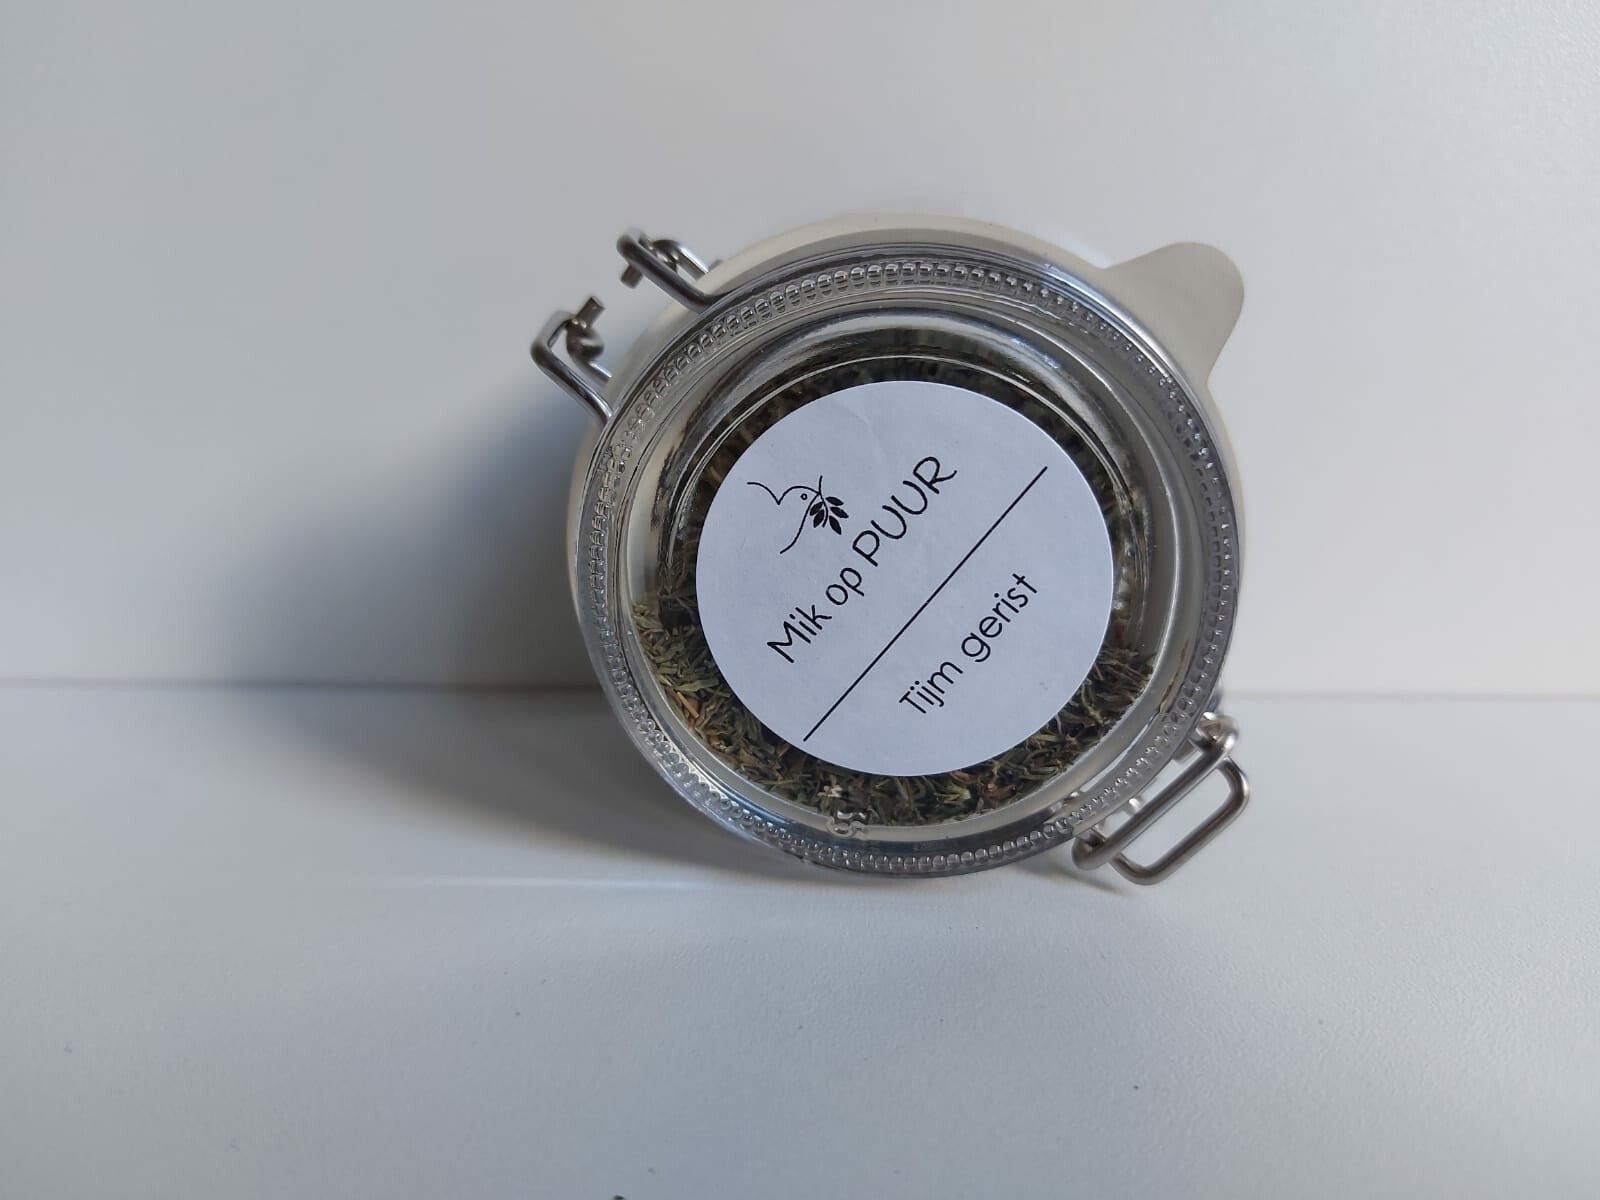 Mik op PUUR
Tijm gerist